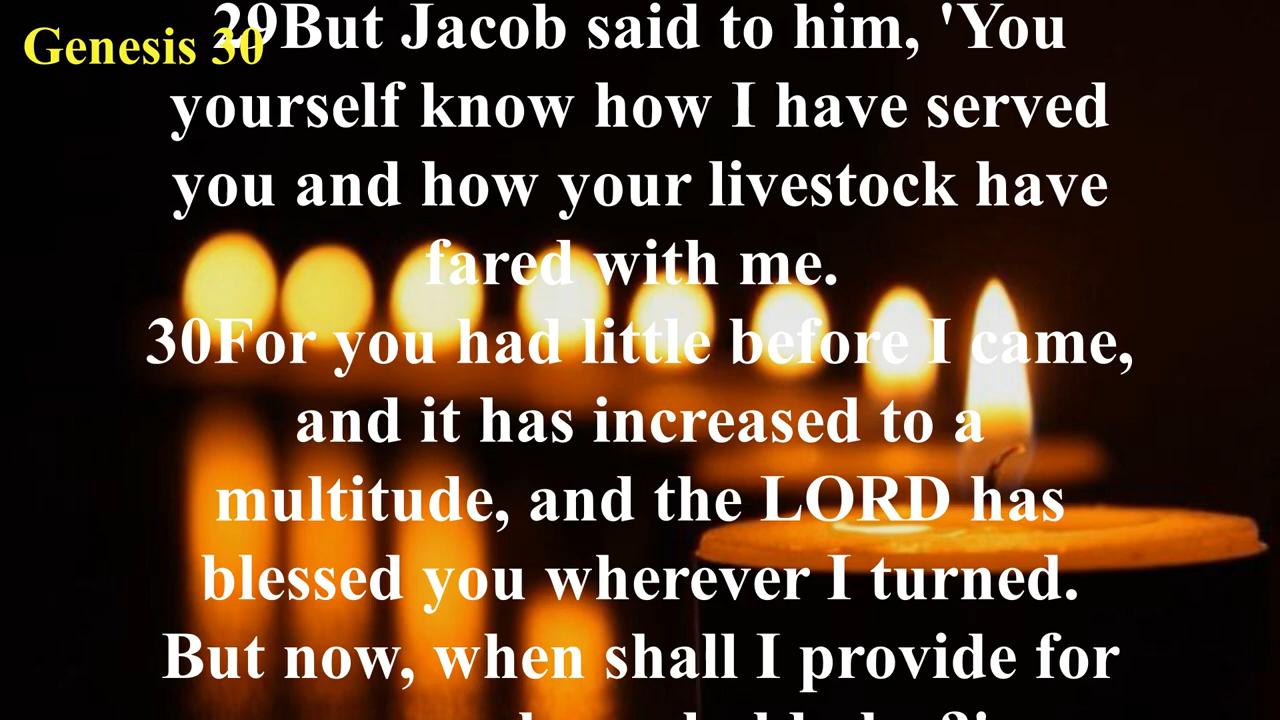 Genesis 30
29But Jacob said to him, 'You
yourself know how I have served
you and how your livestock have
fared with me.
30For you had little before I came,
and it has increased to a
multitude, and the LORD has
blessed you wherever I turned.
But now, when shall I provide for